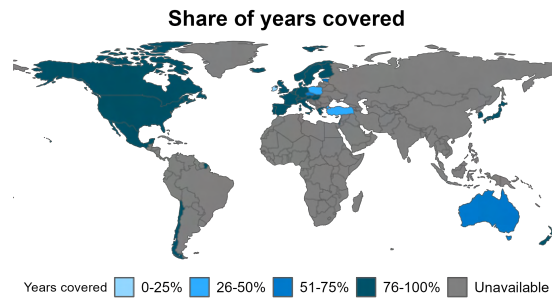 Share of years covered
Years covered 0-25% 26-50% 51-75% 76-100% Unavailable